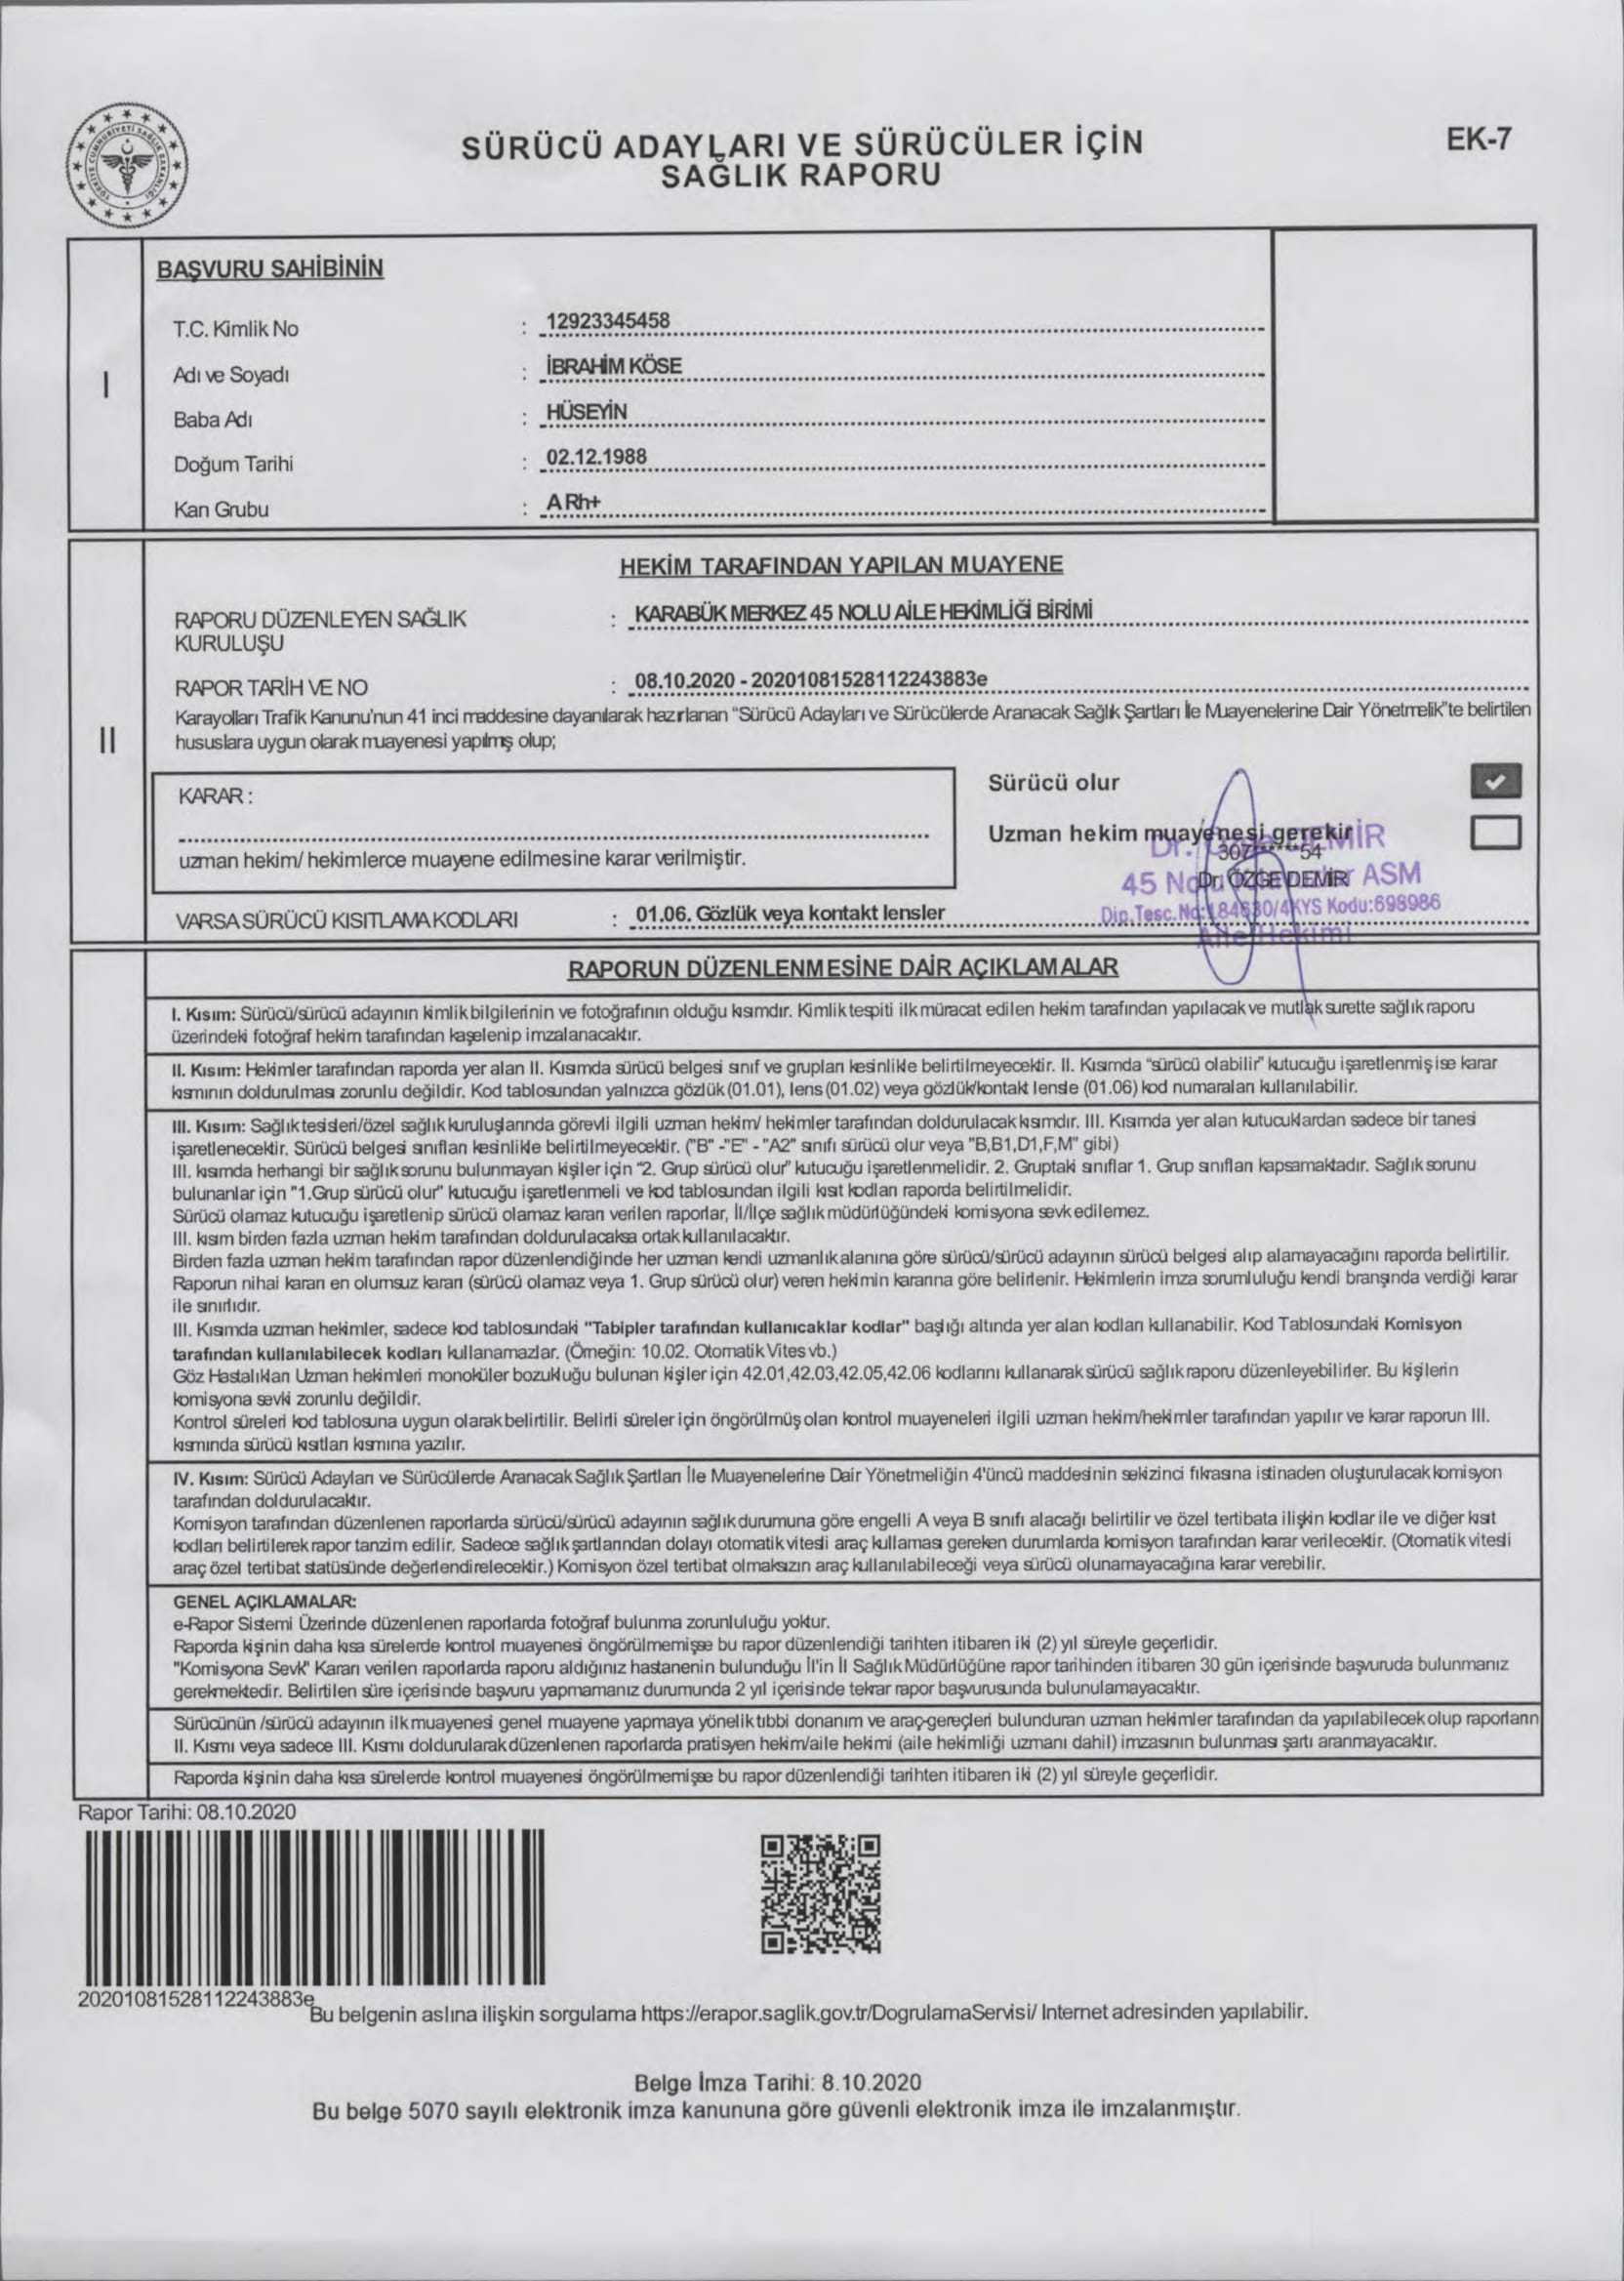 SÜRÜCÜ ADAYLARI VE SÜRÜCÜLER İÇİN
SAĞLIK RAPORU
EK-7
I
BAŞVURU SAHİBİNİN
T.C. Kimlik No : 12923345458
Adı ve Soyadı : İBRAHİM KÖSE
Baba Adı : HÜSEYİN
Doğum Tarihi : 02.12.1988
Kan Grubu : A Rh+
II
HEKİM TARAFINDAN YAPILAN MUAYENE
RAPORU DÜZENLEYEN SAĞLIK : KARABÜK MERKEZ 45 NOLU AİLE HEKİMLİĞİ BİRİMİ
KURULUŞU
RAPOR TARİH VE NO : 08.10.2020 - 20201081528112243883e
Karayolları Trafik Kanunu'nun 41 inci maddesine dayanılarak hazırlanan "Sürücü Adayları ve Sürücülerde Aranacak Sağlık Şartları İle Muayenelerine Dair Yönetmelik"te belirtilen
hususlara uygun olarak muayenesi yapılmış olup;
KARAR :
uzman hekim/ hekimlerce muayene edilmesine karar verilmiştir.
Sürücü olur
Uzman hekim muayenesi gerekir
307*****54
Dr. ÖZGE DEMİR
Dr. DEMİR
45 Nolu ASM
Dip.Tesc.No:184630/4KYS Kodu:698986
Aile Hekimi
VARSA SÜRÜCÜ KISITLAMA KODLARI : 01.06. Gözlük veya kontakt lensler
RAPORUN DÜZENLENMESİNE DAİR AÇIKLAMALAR
I. Kısım: Sürücü/sürücü adayının kimlik bilgilerinin ve fotoğrafının olduğu kısımdır. Kimlik tespiti ilk müracat edilen hekim tarafından yapılacak ve mutlak surette sağlık raporu
üzerindeki fotoğraf hekim tarafından kaşelenip imzalanacaktır.
II. Kısım: Hekimler tarafından raporda yer alan II. Kısımda sürücü belgesi sınıf ve grupları kesinlikle belirtilmeyecektir. II. Kısımda "sürücü olabilir" kutucuğu işaretlenmiş ise karar
kısmının doldurulması zorunlu değildir. Kod tablosundan yalnızca gözlük (01.01), lens (01.02) veya gözlük/kontakt lensle (01.06) kod numaraları kullanılabilir.
III. Kısım: Sağlık tesisleri/özel sağlık kuruluşlarında görevli ilgili uzman hekim/ hekimler tarafından doldurulacak kısımdır. III. Kısımda yer alan kutucuklardan sadece bir tanesi
işaretlenecektir. Sürücü belgesi sınıfları kesinlikle belirtilmeyecektir. ("B" -"E" - "A2" sınıfı sürücü olur veya "B,B1,D1,F,M" gibi)
III. kısımda herhangi bir sağlık sorunu bulunmayan kişiler için "2. Grup sürücü olur" kutucuğu işaretlenmelidir. 2. Gruptaki sınıflar 1. Grup sınıfları kapsamaktadır. Sağlık sorunu
bulunanlar için "1.Grup sürücü olur" kutucuğu işaretlenmeli ve kod tablosundan ilgili kısıt kodları raporda belirtilmelidir.
Sürücü olamaz kutucuğu işaretlenip sürücü olamaz kararı verilen raporlar, İl/İlçe sağlık müdürlüğündeki komisyona sevk edilemez.
III. kısım birden fazla uzman hekim tarafından doldurulacaksa ortak kullanılacaktır.
Birden fazla uzman hekim tarafından rapor düzenlendiğinde her uzman kendi uzmanlık alanına göre sürücü/sürücü adayının sürücü belgesi alıp alamayacağını raporda belirtilir.
Raporun nihai kararı en olumsuz kararı (sürücü olamaz veya 1. Grup sürücü olur) veren hekimin kararına göre belirlenir. Hekimlerin imza sorumluluğu kendi branşında verdiği karar
ile sınırlıdır.
III. Kısımda uzman hekimler, sadece kod tablosundaki "Tabipler tarafından kullanıcaklar kodlar" başlığı altında yer alan kodları kullanabilir. Kod Tablosundaki Komisyon
tarafından kullanılabilecek kodları kullanamazlar. (Örneğin: 10.02. Otomatik Vites vb.)
Göz Hastalıkları Uzman hekimleri monoküler bozukluğu bulunan kişiler için 42.01,42.03,42.05,42.06 kodlarını kullanarak sürücü sağlık raporu düzenleyebilirler. Bu kişilerin
komisyona sevki zorunlu değildir.
Kontrol süreleri kod tablosuna uygun olarak belirtilir. Belirli süreler için öngörülmüş olan kontrol muayeneleri ilgili uzman hekim/hekimler tarafından yapılır ve karar raporun III.
kısmında sürücü kısıtları kısmına yazılır.
IV. Kısım: Sürücü Adayları ve Sürücülerde Aranacak Sağlık Şartları İle Muayenelerine Dair Yönetmeliğin 4'üncü maddesinin sekizinci fıkrasına istinaden oluşturulacak komisyon
tarafından doldurulacaktır.
Komisyon tarafından düzenlenen raporlarda sürücü/sürücü adayının sağlık durumuna göre engelli A veya B sınıfı alacağı belirtilir ve özel tertibata ilişkin kodlar ile ve diğer kısıt
kodları belirtilerek rapor tanzim edilir. Sadece sağlık şartlarından dolayı otomatik vitesli araç kullaması gereken durumlarda komisyon tarafından karar verilecektir. (Otomatik vitesli
araç özel tertibat statüsünde değerlendirelecektir.) Komisyon özel tertibat olmaksızın araç kullanılabileceği veya sürücü olunamayacağına karar verebilir.
GENEL AÇIKLAMALAR:
e-Rapor Sistemi Üzerinde düzenlenen raporlarda fotoğraf bulunma zorunluluğu yoktur.
Raporda kişinin daha kısa sürelerde kontrol muayenesi öngörülmemişse bu rapor düzenlendiği tarihten itibaren iki (2) yıl süreyle geçerlidir.
"Komisyona Sevk" Kararı verilen raporlarda raporu aldığınız hastanenin bulunduğu İl'in İl Sağlık Müdürlüğüne rapor tarihinden itibaren 30 gün içerisinde başvuruda bulunmanız
gerekmektedir. Belirtilen süre içerisinde başvuru yapmamanız durumunda 2 yıl içerisinde tekrar rapor başvurusunda bulunulamayacaktır.
Sürücünün /sürücü adayının ilk muayenesi genel muayene yapmaya yönelik tıbbi donanım ve araç-gereçleri bulunduran uzman hekimler tarafından da yapılabilecek olup raporların
II. Kısmı veya sadece III. Kısmı doldurularak düzenlenen raporlarda pratisyen hekim/aile hekimi (aile hekimliği uzmanı dahil) imzasının bulunması şartı aranmayacaktır.
Raporda kişinin daha kısa sürelerde kontrol muayenesi öngörülmemişse bu rapor düzenlendiği tarihten itibaren iki (2) yıl süreyle geçerlidir.
Rapor Tarihi: 08.10.2020
20201081528112243883e
Bu belgenin aslına ilişkin sorgulama https://erapor.saglik.gov.tr/DogrulamaServisi/ Internet adresinden yapılabilir.
Belge İmza Tarihi: 8.10.2020
Bu belge 5070 sayılı elektronik imza kanununa göre güvenli elektronik imza ile imzalanmıştır.